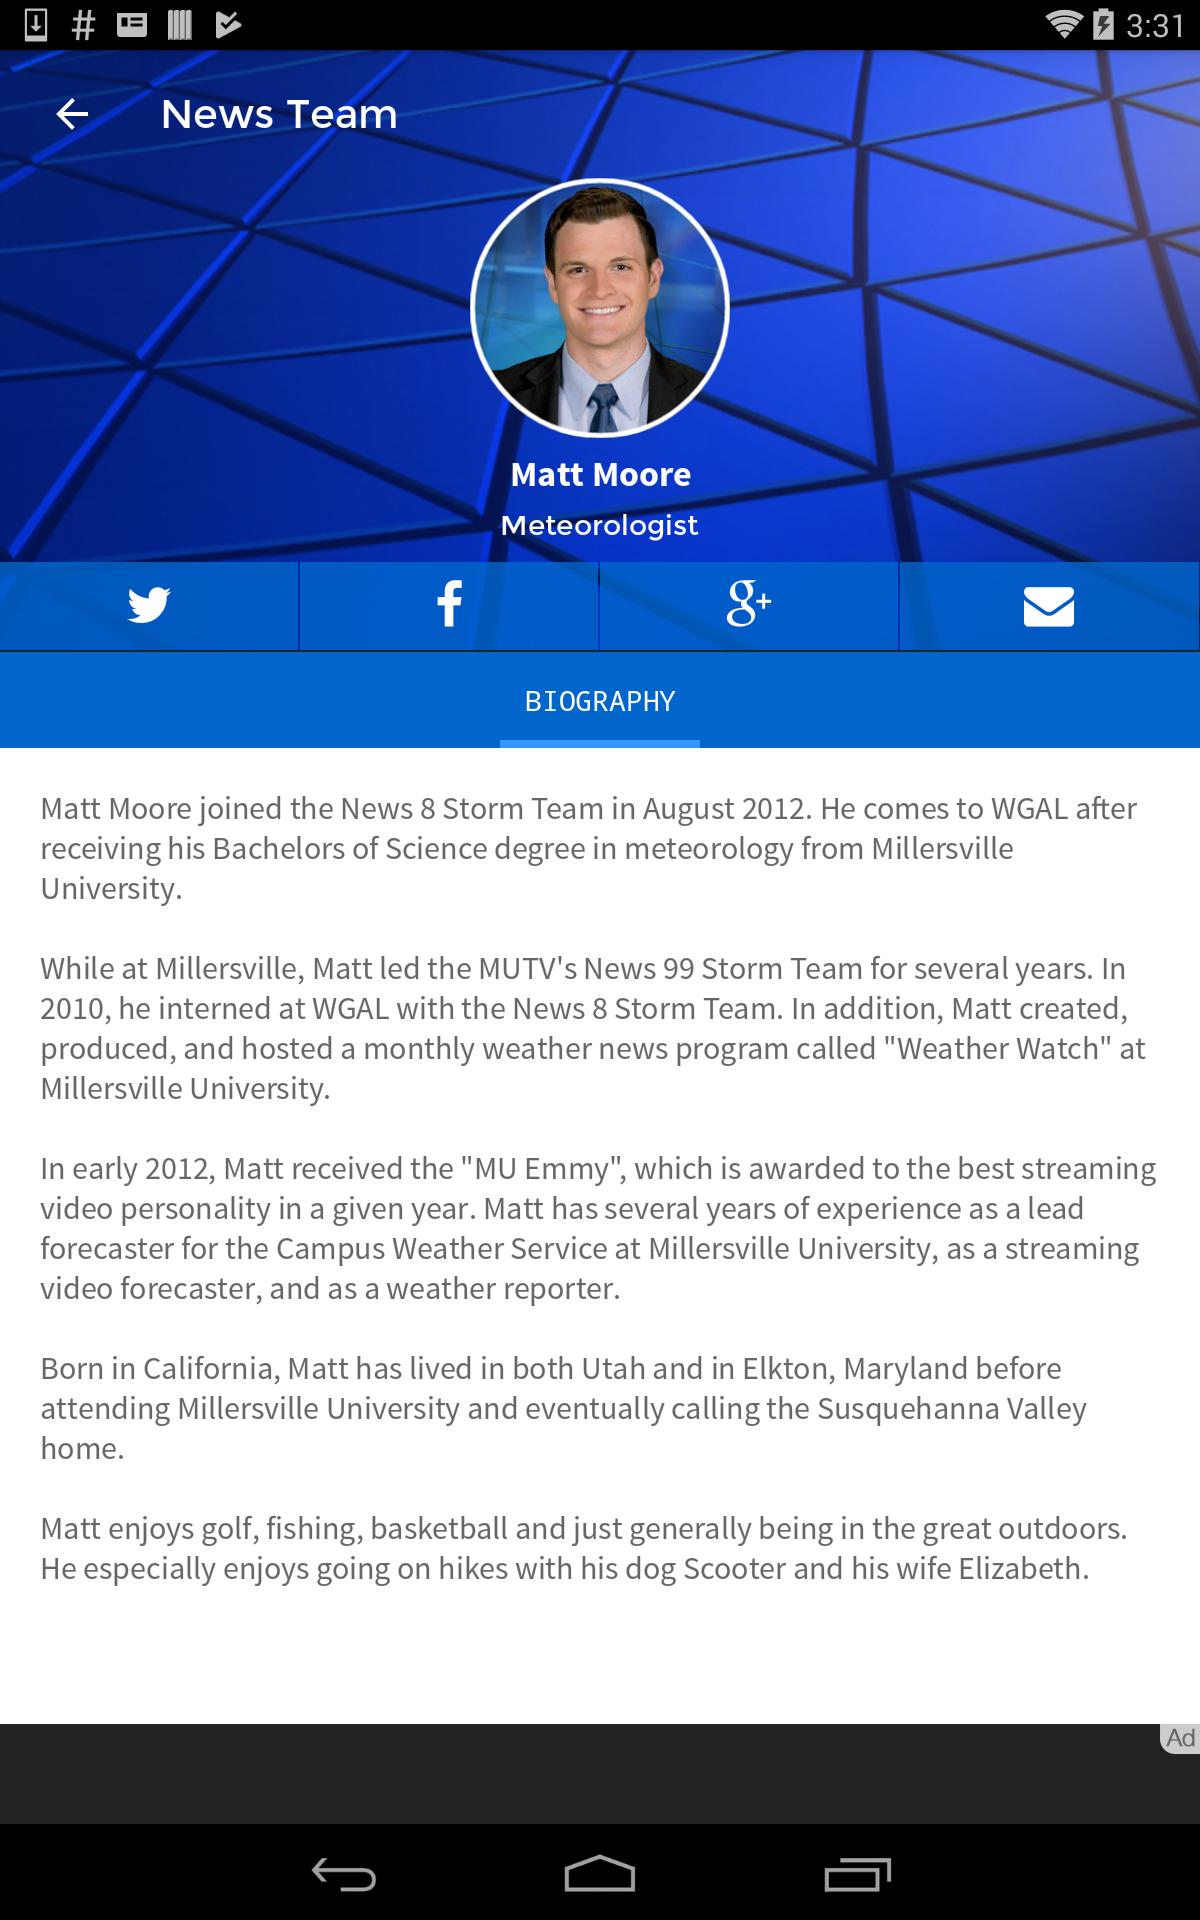 3:31
News Team
Matt Moore
Meteorologist
BIOGRAPHY
Matt Moore joined the News 8 Storm Team in August 2012. He comes to WGAL after
receiving his Bachelors of Science degree in meteorology from Millersville
University.
While at Millersville, Matt led the MUTV's News 99 Storm Team for several years. In
2010, he interned at WGAL with the News 8 Storm Team. In addition, Matt created,
produced, and hosted a monthly weather news program called "Weather Watch" at
Millersville University.
In early 2012, Matt received the "MU Emmy", which is awarded to the best streaming
video personality in a given year. Matt has several years of experience as a lead
forecaster for the Campus Weather Service at Millersville University, as a streaming
video forecaster, and as a weather reporter.
Born in California, Matt has lived in both Utah and in Elkton, Maryland before
attending Millersville University and eventually calling the Susquehanna Valley
home.
Matt enjoys golf, fishing, basketball and just generally being in the great outdoors.
He especially enjoys going on hikes with his dog Scooter and his wife Elizabeth.
Ad